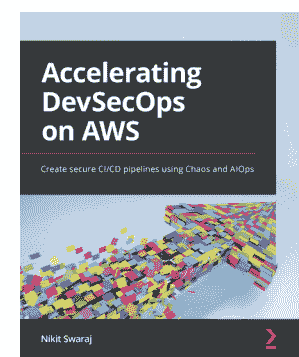 Accelerating
DevSecOps
on AWS
Create secure CI/CD pipelines using Chaos and AIOps
Nikit Swaraj